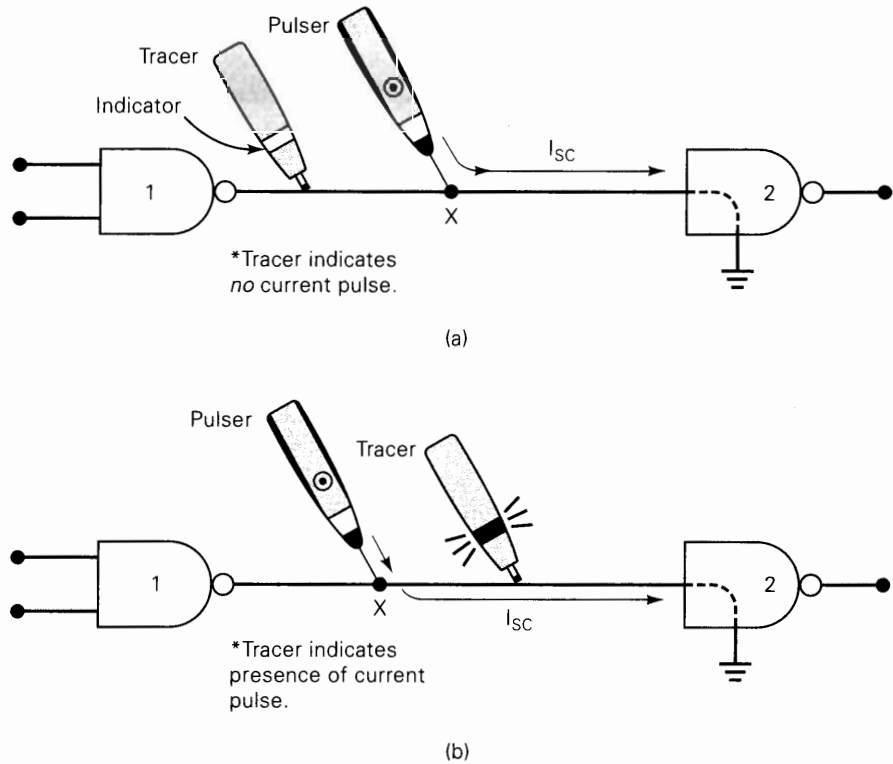 Pulser
Tracer
Indicator
I_SC
1
2
X
*Tracer indicates
no current pulse.
(a)
Pulser
Tracer
1
2
X
I_SC
*Tracer indicates
presence of current
pulse.
(b)